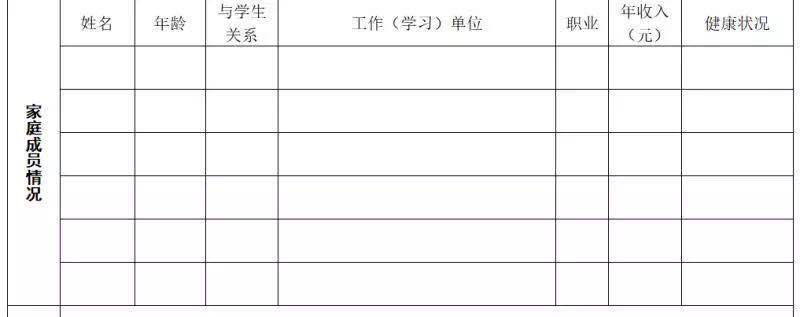 姓名 年龄 与学生关系 工作（学习）单位 职业 年收入（元） 健康状况
家庭成员情况